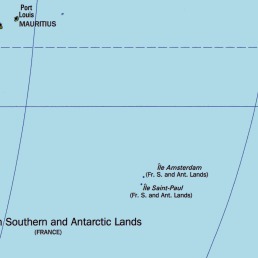 Port
Louis
MAURITIUS
Île Amsterdam
(Fr. S. and Ant. Lands)
Île Saint-Paul
(Fr. S. and Ant. Lands)
n Southern and Antarctic Lands
(FRANCE)